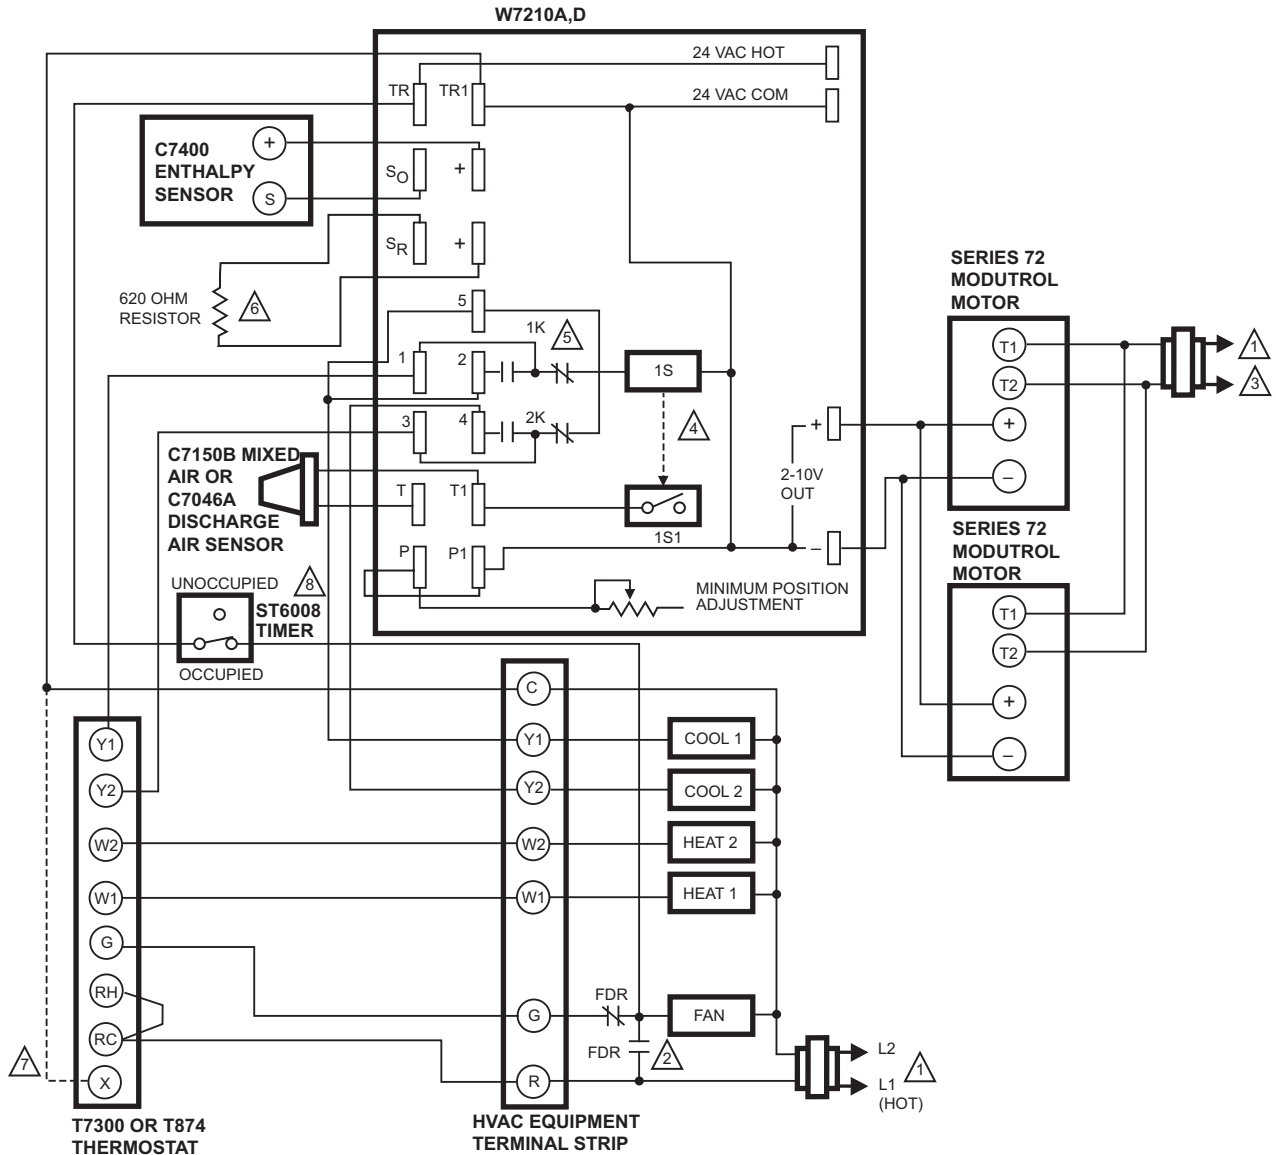 W7210A,D
24 VAC HOT
TR TR1
24 VAC COM
C7400
ENTHALPY
SENSOR
+
S
SO +
SR +
620 OHM
RESISTOR
6
5
1K
5
1 2
1S
3 4
2K
4
C7150B MIXED
AIR OR
C7046A
DISCHARGE
AIR SENSOR
T T1
1S1
+
2-10V
OUT
–
P P1
MINIMUM POSITION
ADJUSTMENT
UNOCCUPIED
8
ST6008
TIMER
OCCUPIED
SERIES 72
MODUTROL
MOTOR
T1
T2
+
–
1
3
SERIES 72
MODUTROL
MOTOR
T1
T2
+
–
Y1
Y2
W2
W1
G
RH
RC
X
7
T7300 OR T874
THERMOSTAT
C
Y1
Y2
W2
W1
G
R
HVAC EQUIPMENT
TERMINAL STRIP
COOL 1
COOL 2
HEAT 2
HEAT 1
FDR
FAN
FDR
2
L2
L1
(HOT)
1